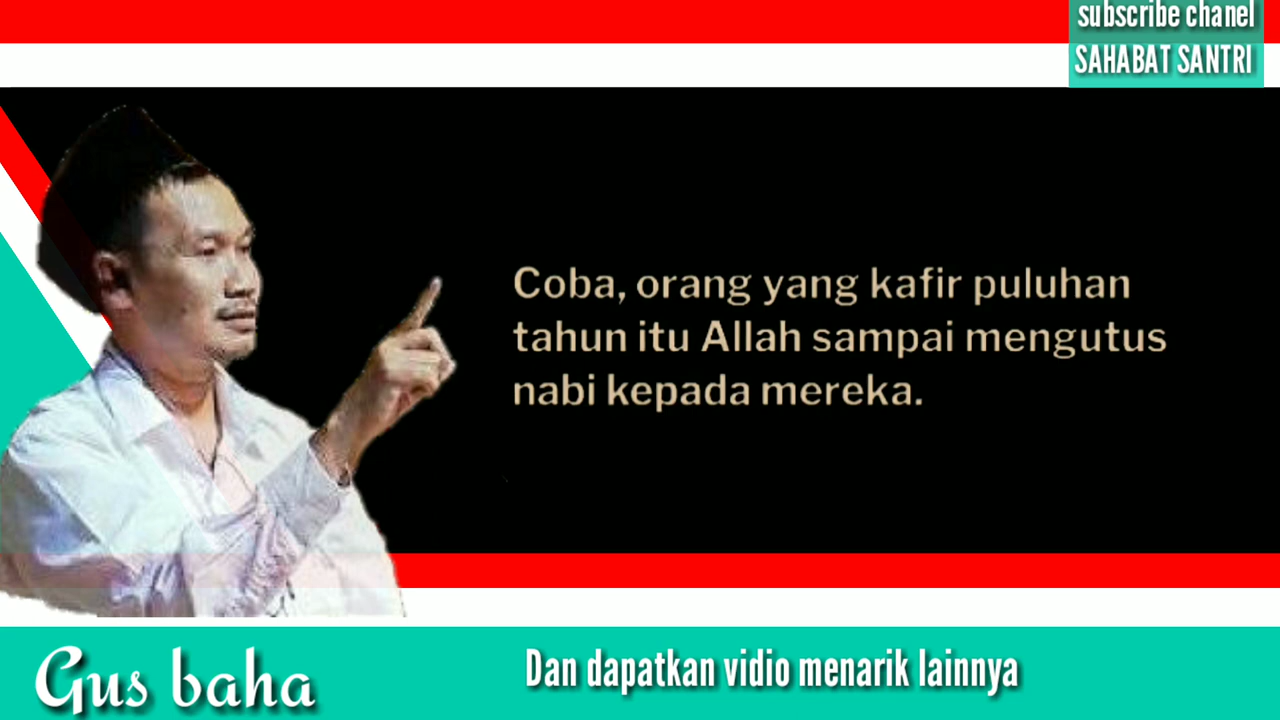 subscribe chanel
SAHABAT SANTRI
Coba, orang yang kafir puluhan
tahun itu Allah sampai mengutus
nabi kepada mereka.
Gus baha
Dan dapatkan vidio menarik lainnya